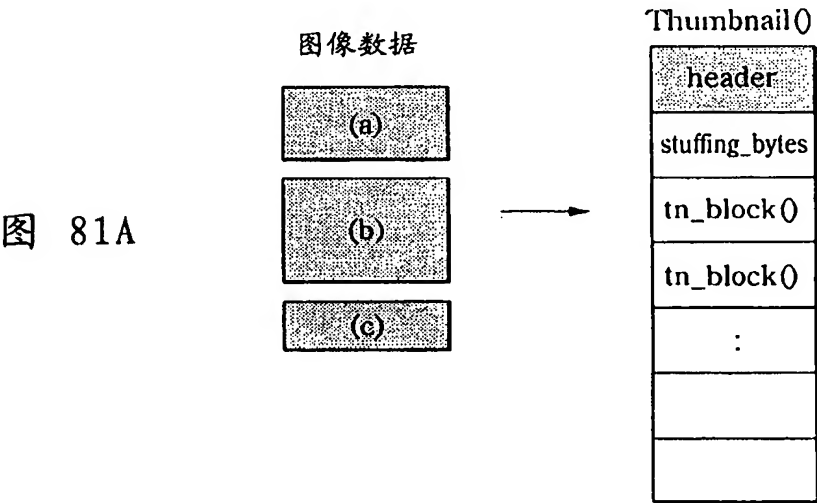 图像数据
(a)
(b)
(c)
图 81A
Thumbnail()
header
stuffing_bytes
tn_block()
tn_block()
: